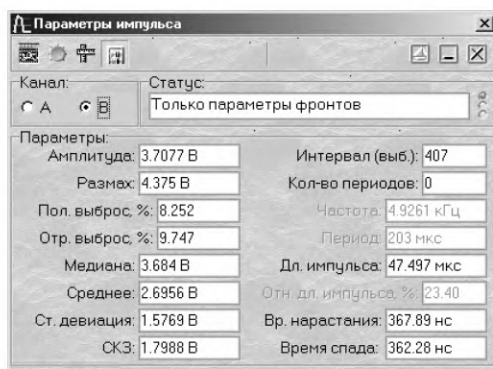 Параметры импульса
Канал:
А В
Статус:
Только параметры фронтов
Параметры:
Амплитуда: 3.7077 В
Размах: 4.375 В
Пол. выброс, %: 8.252
Отр. выброс, %: 9.747
Медиана: 3.684 В
Среднее: 2.6956 В
Ст. девиация: 1.5769 В
СКЗ: 1.7988 В
Интервал (выб.): 407
Кол-во периодов: 0
Частота: 4.9261 кГц
Период: 203 мкс
Дл. импульса: 47.497 мкс
Отн. дл. импульса, %: 23.40
Вр. нарастания: 367.89 нс
Время спада: 362.28 нс